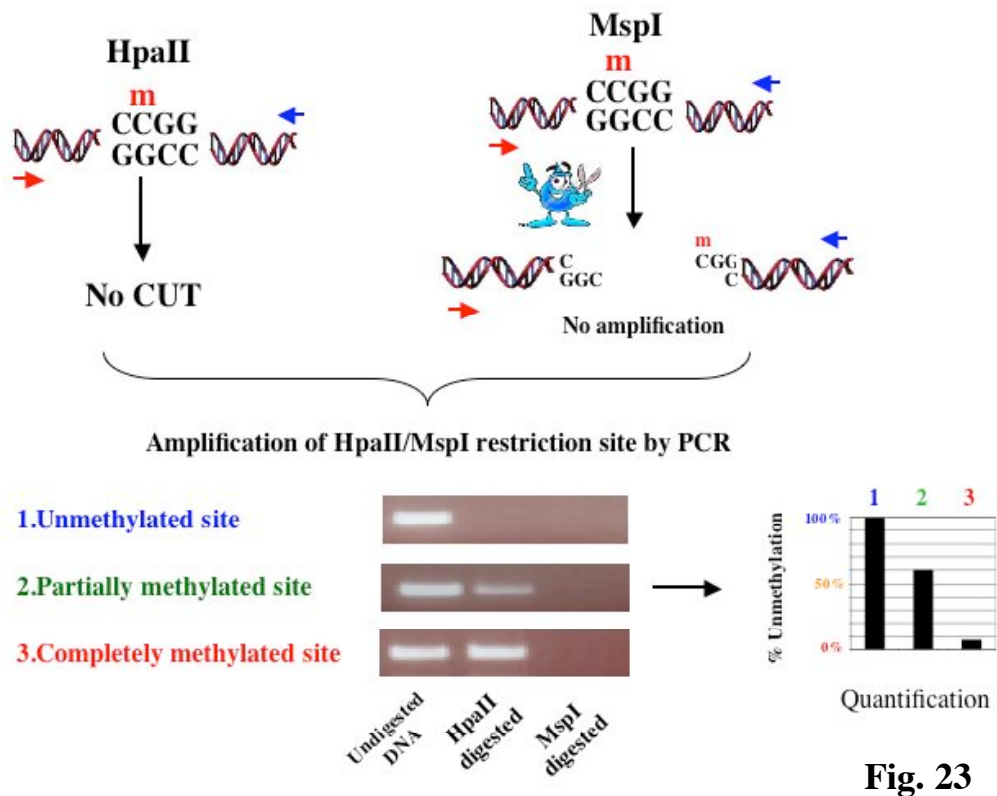 HpaII
m
CCGG
GGCC
No CUT
MspI
m
CCGG
GGCC
C
GGC
m
CGG
C
No amplification
Amplification of HpaII/MspI restriction site by PCR
1.Unmethylated site
2.Partially methylated site
3.Completely methylated site
Undigested
DNA
HpaII
digested
MspI
digested
1 2 3
% Unmethylation
100%
50%
0%
Quantification
Fig. 23